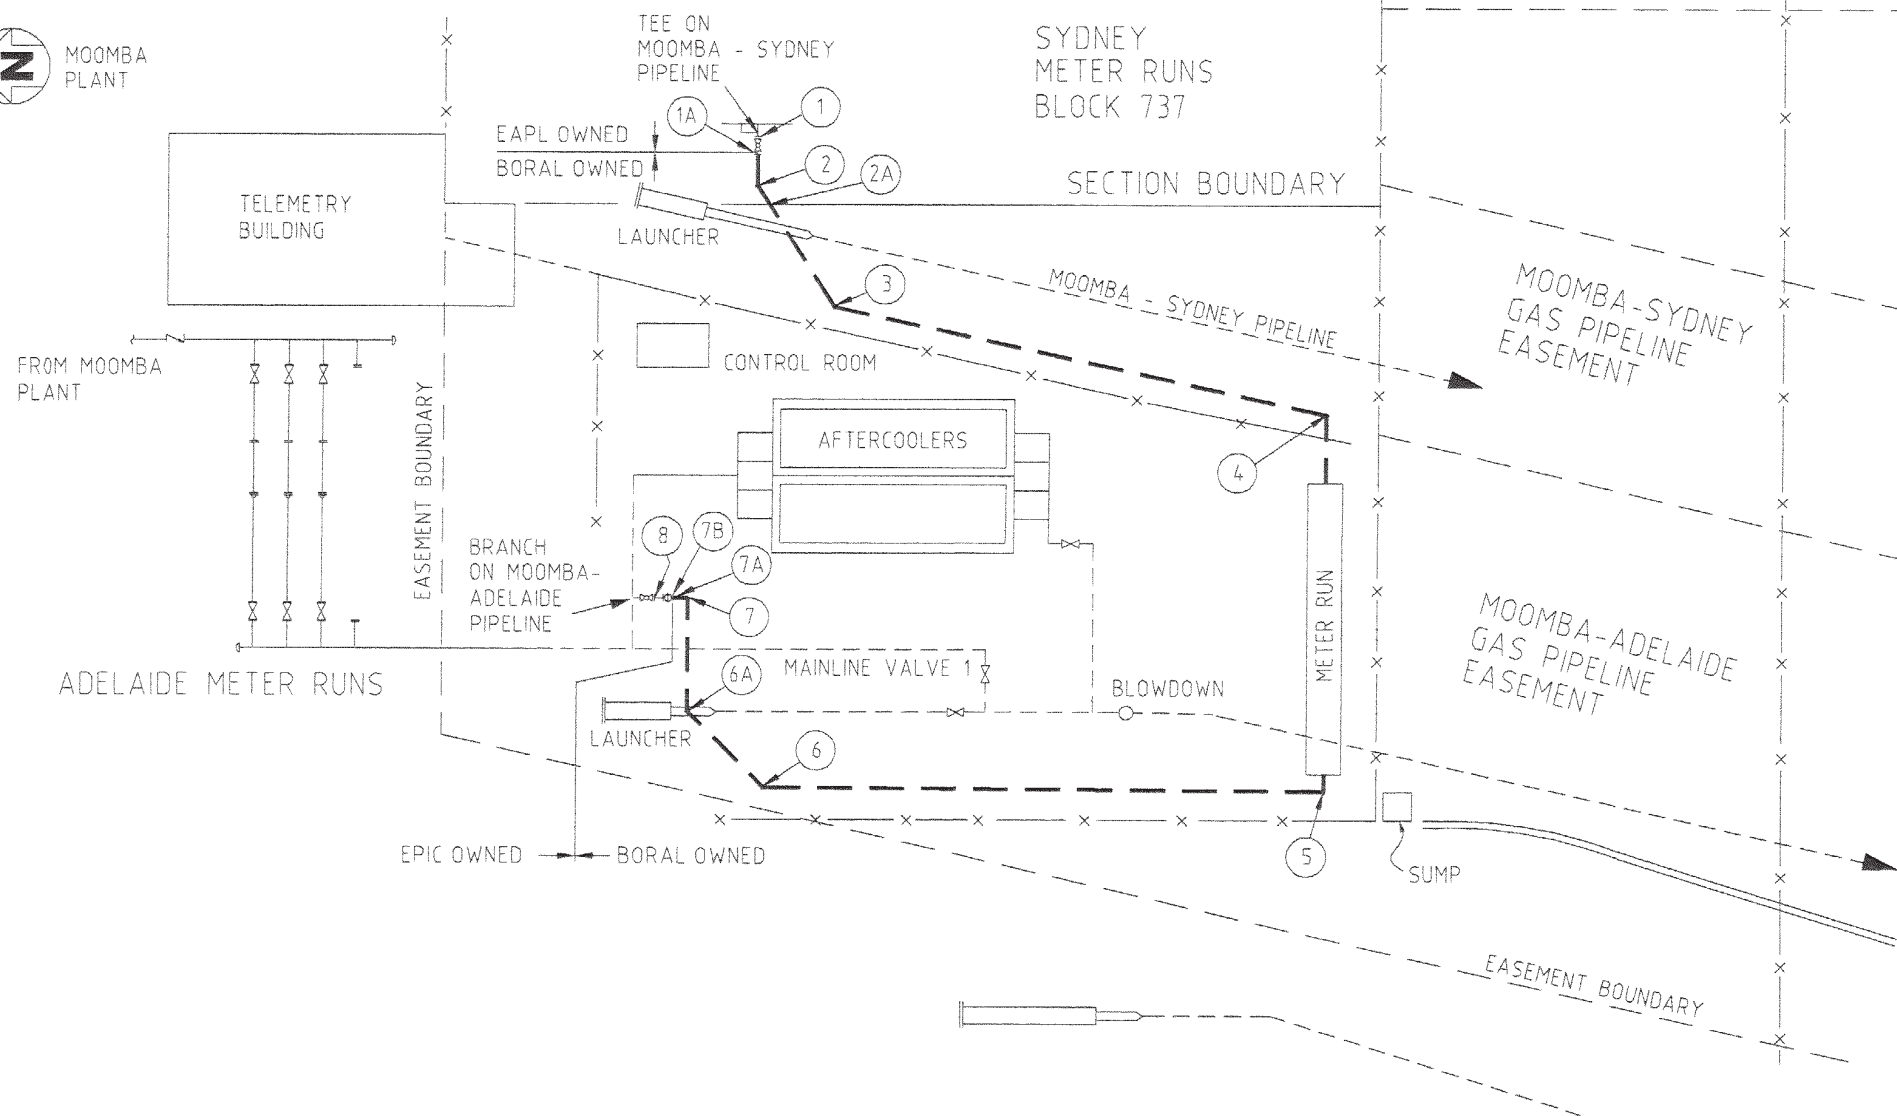 N
MOOMBA
PLANT
TEE ON
MOOMBA - SYDNEY
PIPELINE
SYDNEY
METER RUNS
BLOCK 737
1A
1
EAPL OWNED
BORAL OWNED
2
2A
SECTION BOUNDARY
TELEMETRY
BUILDING
LAUNCHER
3
MOOMBA - SYDNEY PIPELINE
MOOMBA-SYDNEY
GAS PIPELINE
EASEMENT
FROM MOOMBA
PLANT
CONTROL ROOM
EASEMENT BOUNDARY
AFTERCOOLERS
4
BRANCH
ON MOOMBA-
ADELAIDE
PIPELINE
8
7B
7A
7
METER RUN
MOOMBA-ADELAIDE
GAS PIPELINE
EASEMENT
ADELAIDE METER RUNS
6A
MAINLINE VALVE 1
BLOWDOWN
LAUNCHER
6
EPIC OWNED
BORAL OWNED
5
SUMP
EASEMENT BOUNDARY